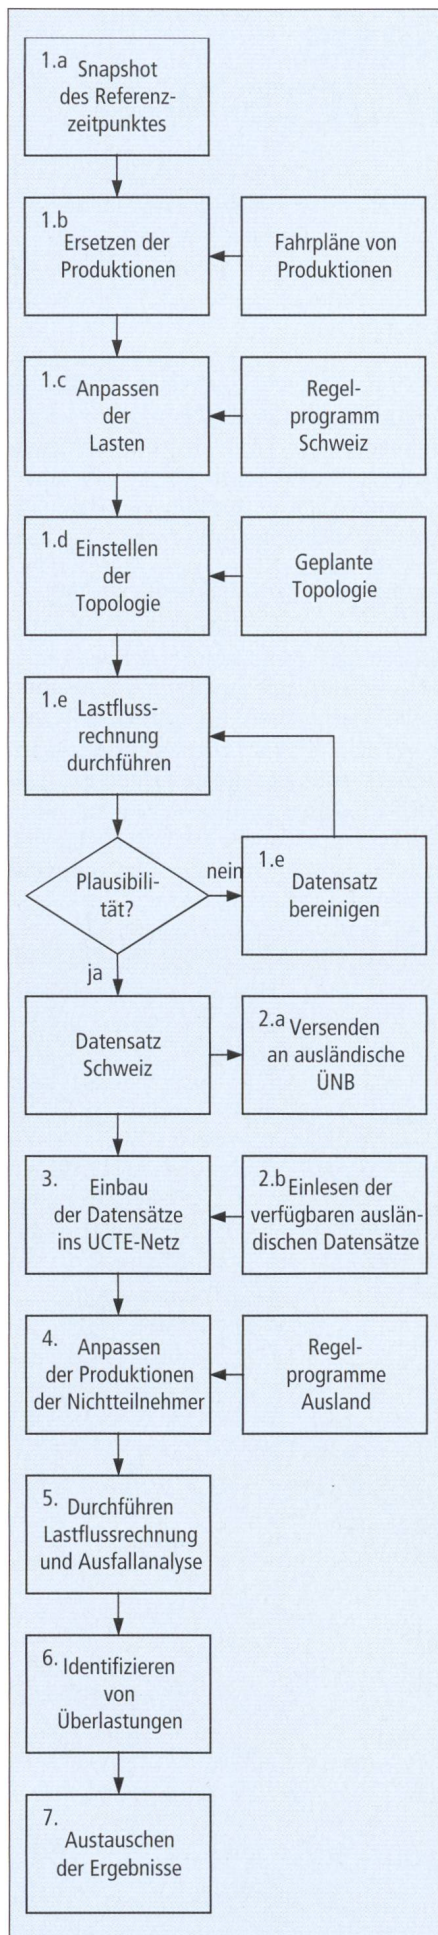 1.a Snapshot
des Referenz-
zeitpunktes
1.b
Ersetzen der
Produktionen
Fahrpläne von
Produktionen
1.c
Anpassen
der
Lasten
Regel-
programm
Schweiz
1.d Einstellen
der
Topologie
Geplante
Topologie
1.e
Lastfluss-
rechnung
durchführen
Plausibili-
tät?
nein
1.e
Datensatz
bereinigen
ja
Datensatz
Schweiz
2.a Versenden
an ausländische
ÜNB
3. Einbau
der Datensätze
ins UCTE-Netz
2.b Einlesen der
verfügbaren auslän-
dischen Datensätze
4. Anpassen
der Produktionen
der Nichtteilnehmer
Regel-
programme
Ausland
5. Durchführen
Lastflussrechnung
und Ausfallanalyse
6. Identifizieren
von
Überlastungen
7.
Austauschen
der Ergebnisse